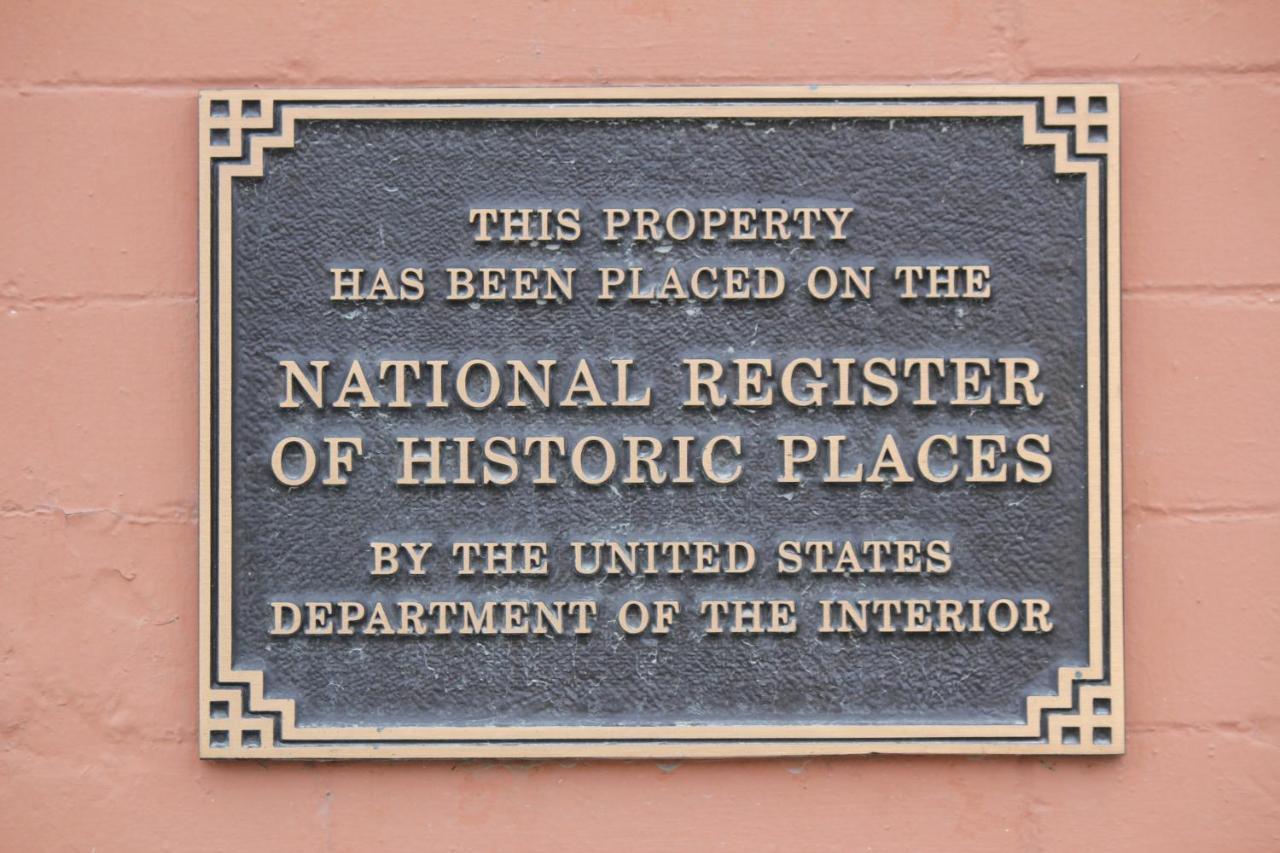 THIS PROPERTY
HAS BEEN PLACED ON THE
NATIONAL REGISTER
OF HISTORIC PLACES
BY THE UNITED STATES
DEPARTMENT OF THE INTERIOR